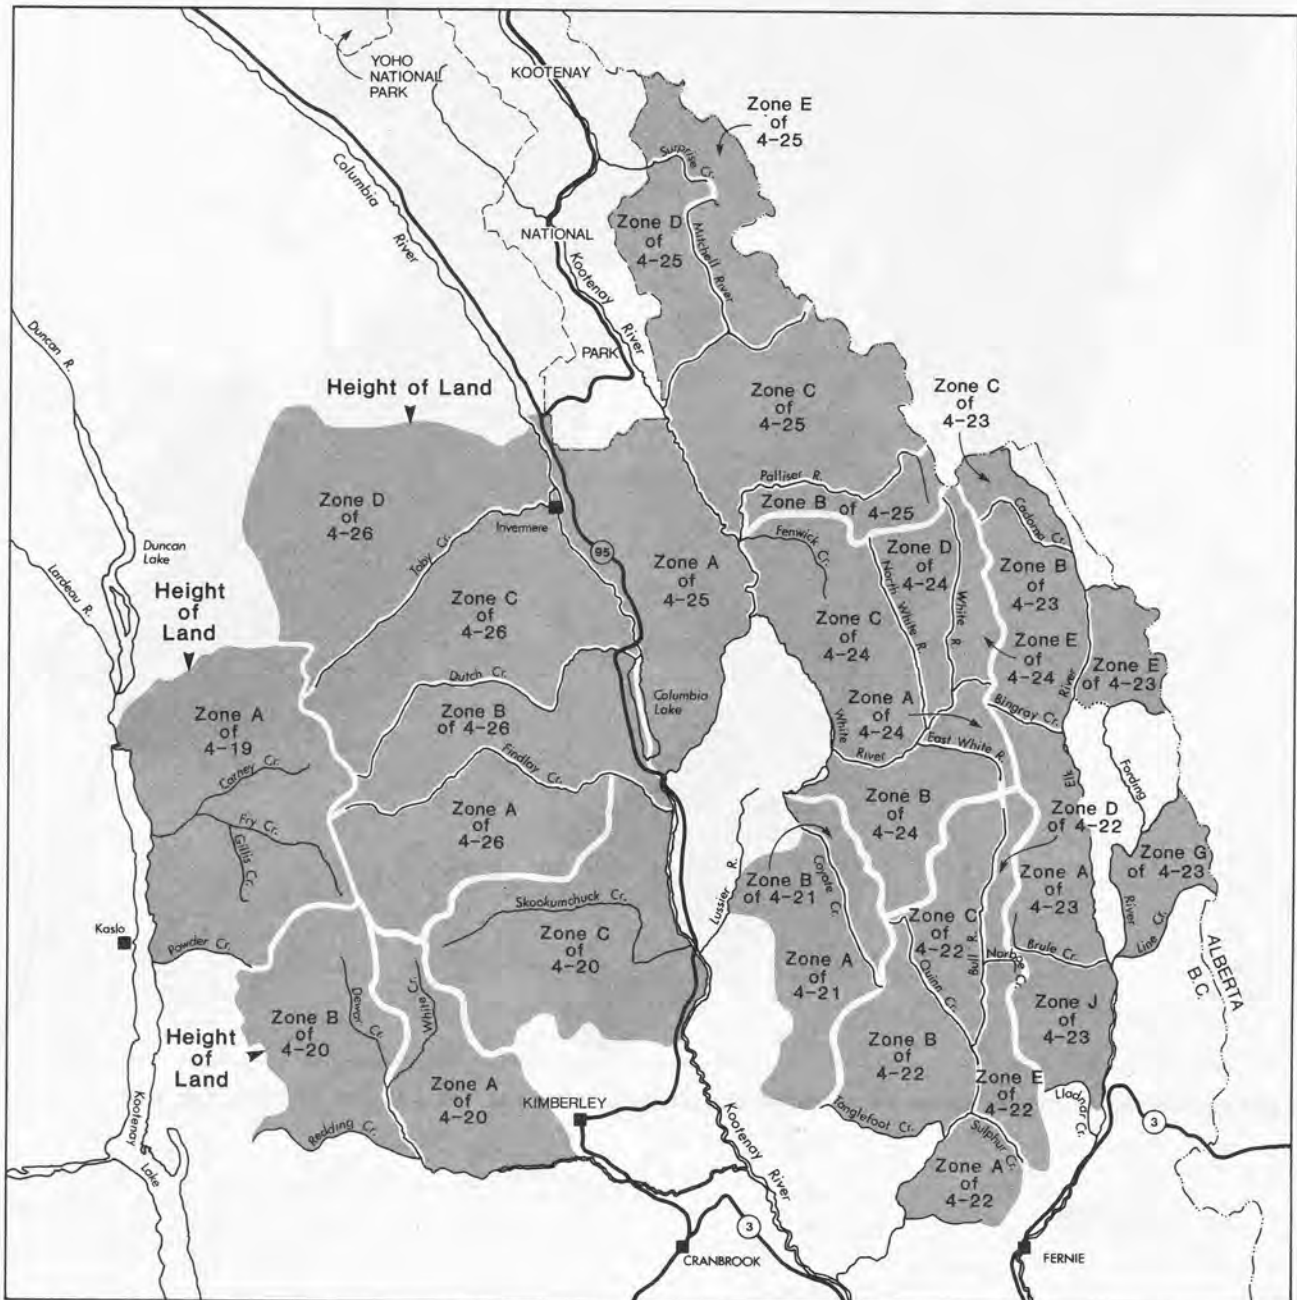 YOHO
NATIONAL
PARK
KOOTENAY
Zone E
of
4-25
Surprise Cr.
Columbia
River
Zone D
of
4-25
NATIONAL
Mitchell River
Kootenay
River
PARK
Duncan R.
Height of Land
Zone C
of
4-25
Zone C
of
4-23
Palliser R.
Zone B of 4-25
Zone D
of
4-26
Invermere
Cadorna Cr.
Duncan
Lake
Toby Cr.
95
Fenwick Cr.
Zone D
of
4-24
Lardeau R.
Zone A
of
4-25
Zone B
of
4-23
Height
of
Land
Zone C
of
4-26
North White R.
White R.
Zone C
of
4-24
Zone E
of
4-24
River
Zone E
of 4-23
Dutch Cr.
Columbia
Lake
Zone A
of
4-19
Zone B
of 4-26
Zone A
of
4-24
Bingray Cr.
White
River
East White R.
Carney Cr.
Findlay Cr.
Elk
Fording
Zone A
of
4-26
Zone B
of
4-24
Zone D
of 4-22
Fry Cr.
Gillis Cr.
Lussier R.
Zone B
of 4-21
Coyote Cr.
Zone A
of
4-23
Zone G
of 4-23
River
Line Cr.
Skookumchuck Cr.
Zone C
of
4-20
Zone C
of
4-22
Kaslo
Powder Cr.
Bull R.
Brule Cr.
Zone A
of
4-21
Quinn Cr.
ALBERTA
B.C.
Dewar Cr.
White Cr.
Zone J
of
4-23
Zone B
of
4-20
Height
of
Land
Zone B
of
4-22
Zone A
of
4-20
Zone E
of
4-22
KIMBERLEY
Lladnar Cr.
Kootenay
Lake
Redding Cr.
Kootenay
River
Tanglefoot Cr.
Sulphur Cr.
3
Zone A
of
4-22
3
CRANBROOK
FERNIE